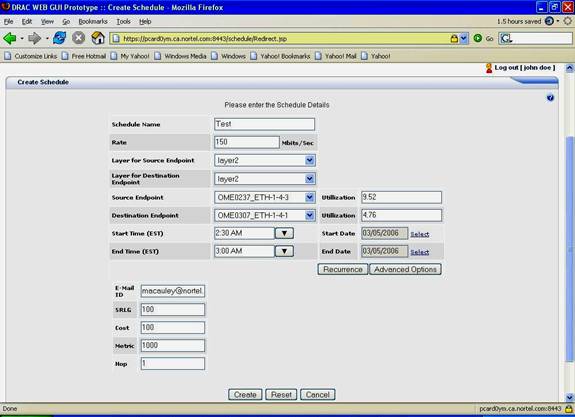 DRAC WEB GUI Prototype :: Create Schedule - Mozilla Firefox
File Edit View Go Bookmarks Tools Help
1.5 hours saved
https://pcard0ym.ca.nortel.com:8443/schedule/Redirect.jsp
Go
Customize Links Free Hotmail My Yahoo! Windows Media Windows Yahoo! Bookmarks Yahoo! Mail Yahoo!
Log out [ john doe ]
Create Schedule
Please enter the Schedule Details
Schedule Name Test
Rate 150 Mbits/Sec
Layer for Source Endpoint layer2
Layer for Destination Endpoint layer2
Source Endpoint OME0237_ETH-1-4-3 Utilization 9.52
Destination Endpoint OME0307_ETH-1-4-1 Utilization 4.76
Start Time (EST) 2:30 AM Start Date 03/05/2006 Select
End Time (EST) 3:00 AM End Date 03/05/2006 Select
Recurrence Advanced Options
E-Mail ID macauley@nortel.
SRLG 100
Cost 100
Metric 1000
Hop 1
Create Reset Cancel
Done pcard0ym.ca.nortel.com:8443